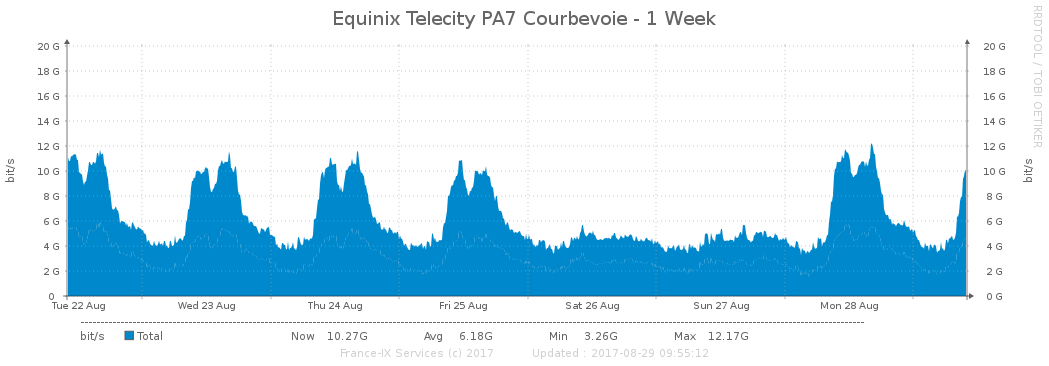 Equinix Telecity PA7 Courbevoie - 1 Week
RRDTOOL / TOBI OETIKER
bit/s
20 G 20 G
18 G 18 G
16 G 16 G
14 G 14 G
12 G 12 G
10 G 10 G
8 G 8 G
6 G 6 G
4 G 4 G
2 G 2 G
0 0 G
bit/s
Tue 22 Aug Wed 23 Aug Thu 24 Aug Fri 25 Aug Sat 26 Aug Sun 27 Aug Mon 28 Aug
bit/s Total Now 10.27G Avg 6.18G Min 3.26G Max 12.17G
France-IX Services (c) 2017 Updated : 2017-08-29 09:55:12